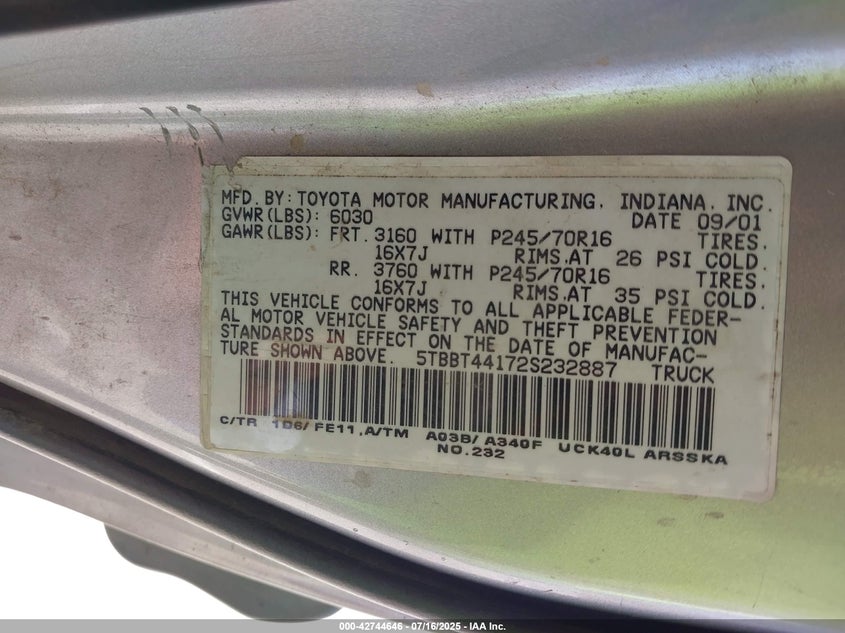 MFD. BY: TOYOTA MOTOR MANUFACTURING. INDIANA. INC.
GVWR(LBS): 6030 DATE 09/01
GAWR(LBS): FRT. 3160 WITH P245/70R16 TIRES.
16X7J RIMS.AT 26 PSI COLD.
RR. 3760 WITH P245/70R16 TIRES.
16X7J RIMS.AT 35 PSI COLD.
THIS VEHICLE CONFORMS TO ALL APPLICABLE FEDER-
AL MOTOR VEHICLE SAFETY AND THEFT PREVENTION
STANDARDS IN EFFECT ON THE DATE OF MANUFAC-
TURE SHOWN ABOVE. 5TBBT44172S232887 TRUCK
C/TR 1D6/ FE11,A/TM A03B/ A340F UCK40L ARSSKA
NO.232
000-42744646 - 07/16/2025 - IAA Inc.